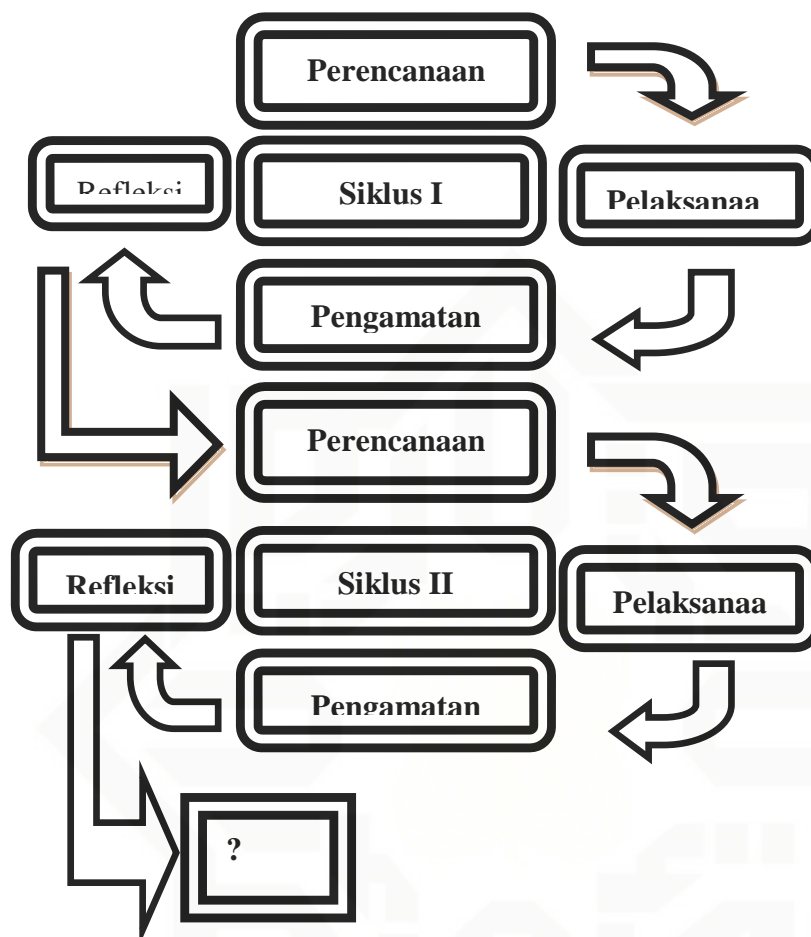 Perencanaan
Refleksi
Siklus I
Pelaksanaa
Pengamatan
Perencanaan
Refleksi
Siklus II
Pelaksanaa
Pengamatan
?